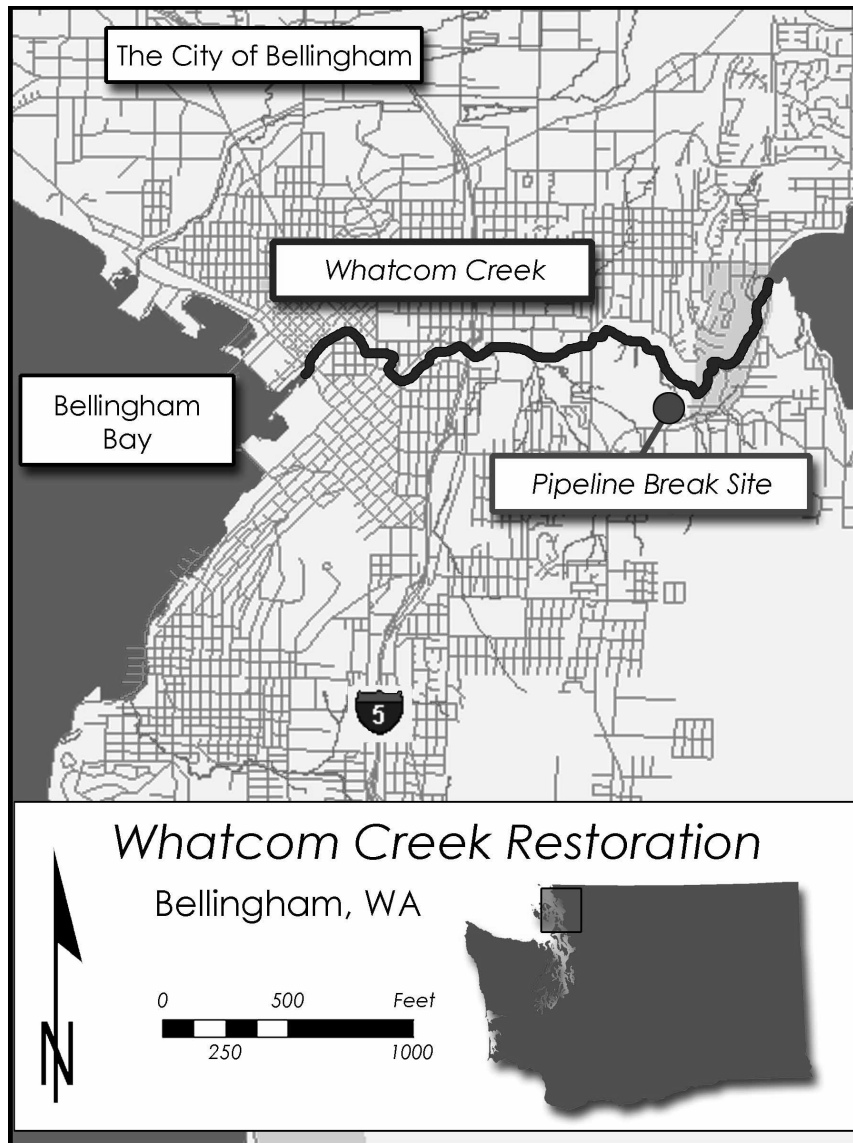 The City of Bellingham
Whatcom Creek
Bellingham
Bay
Pipeline Break Site
5
Whatcom Creek Restoration
Bellingham, WA
0 500 Feet
250 1000
N